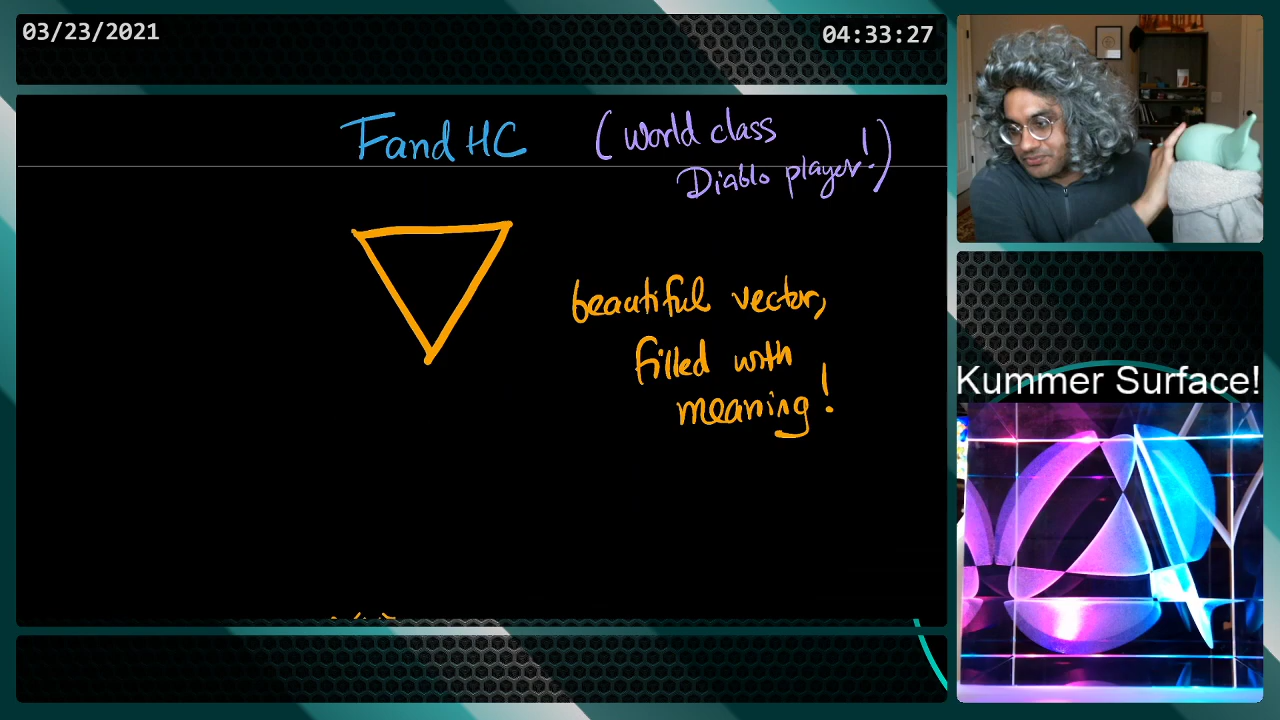 03/23/2021
04:33:27
Fand HC
(World class
Diablo player!)
beautiful vector,
filled with
meaning!
Kummer Surface!